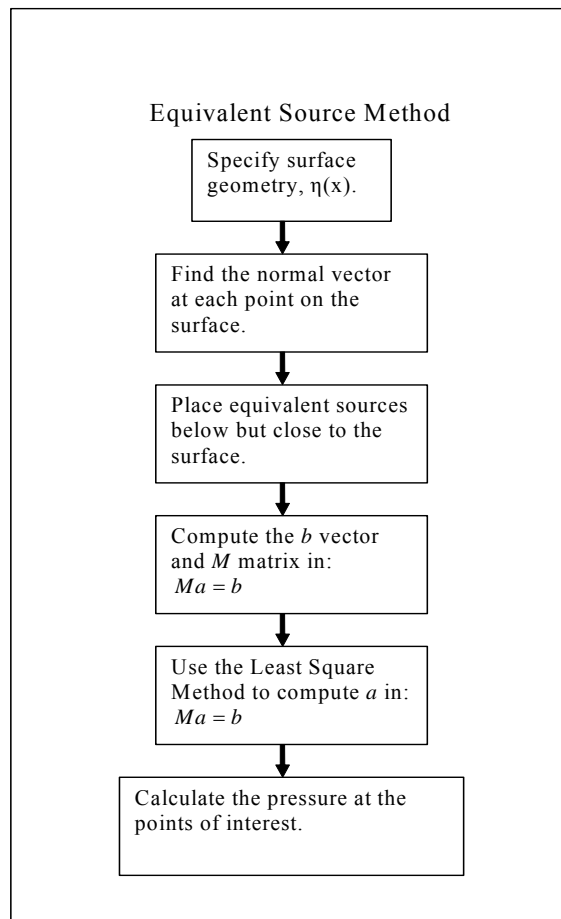 Equivalent Source Method
Specify surface
geometry, η(x).
Find the normal vector
at each point on the
surface.
Place equivalent sources
below but close to the
surface.
Compute the b vector
and M matrix in:
Ma = b
Use the Least Square
Method to compute a in:
Ma = b
Calculate the pressure at the
points of interest.